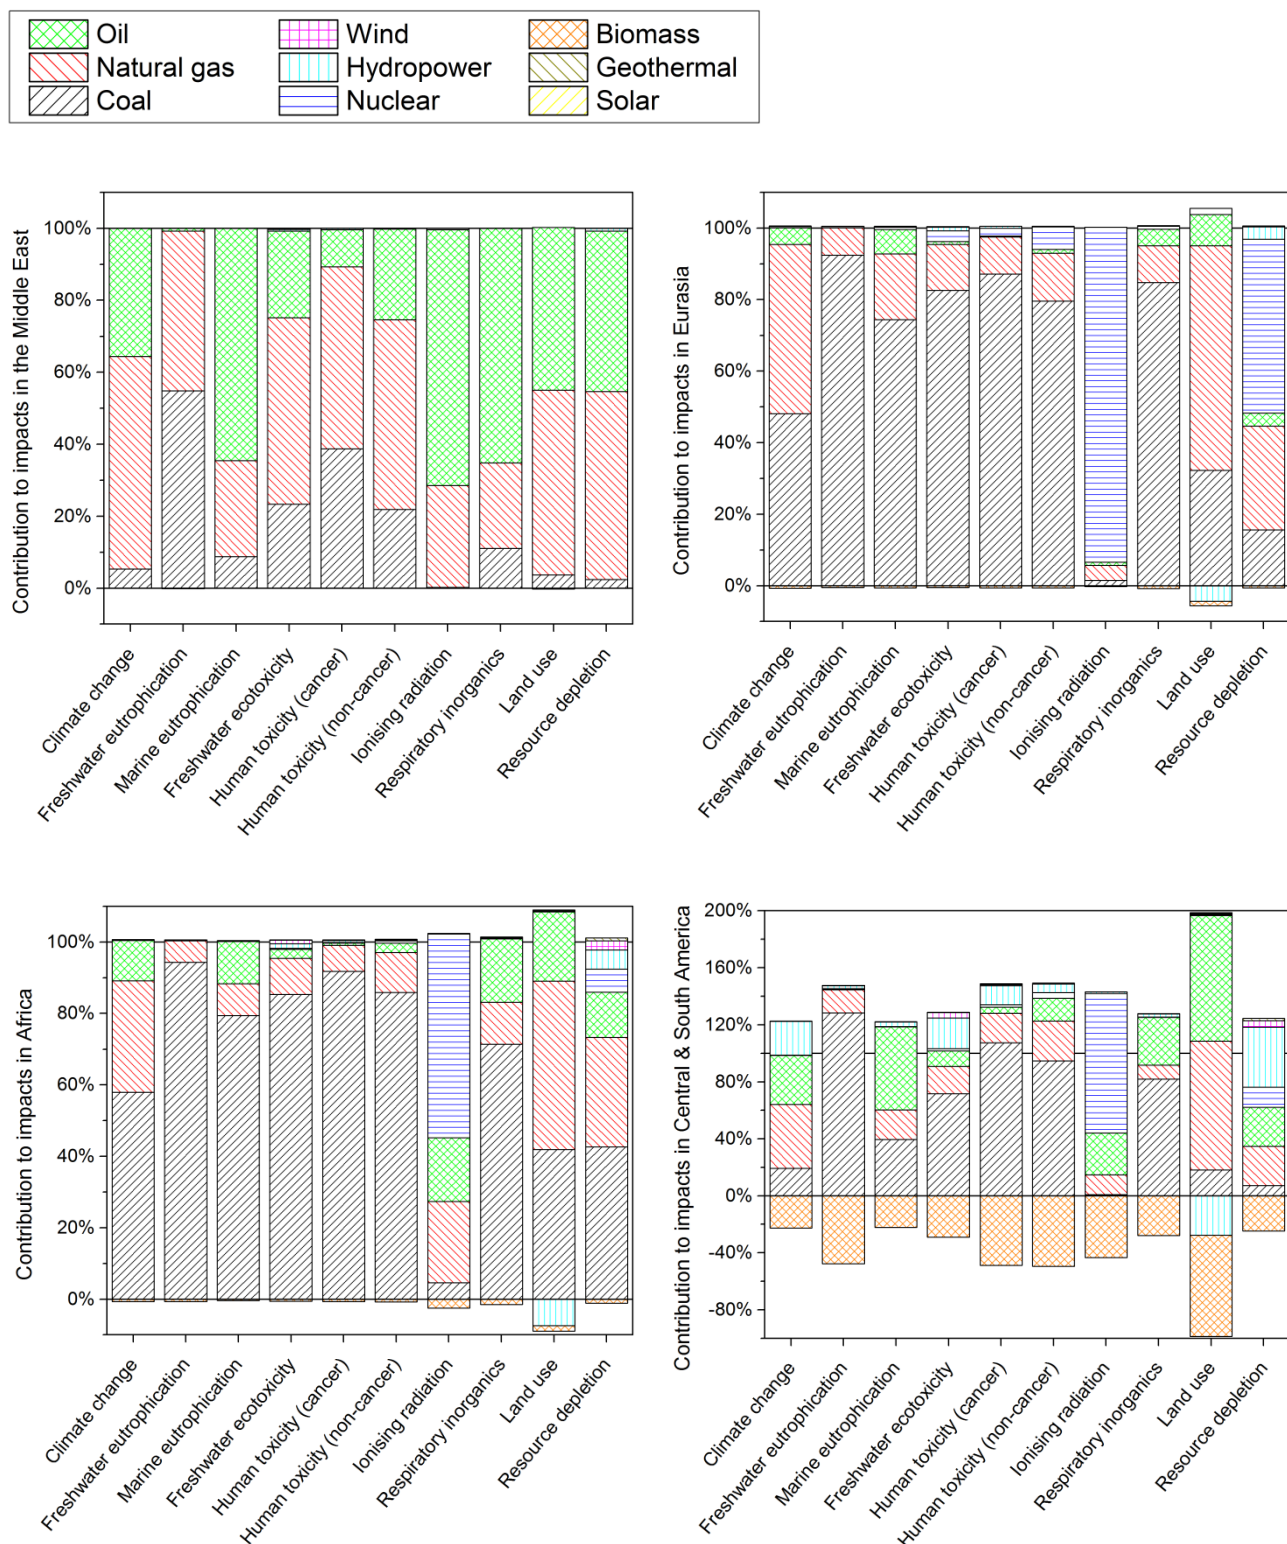 Oil
Wind
Biomass
Natural gas
Hydropower
Geothermal
Coal
Nuclear
Solar
Contribution to impacts in the Middle East
100%
80%
60%
40%
20%
0%
Climate change
Freshwater eutrophication
Marine eutrophication
Freshwater ecotoxicity
Human toxicity (cancer)
Human toxicity (non-cancer)
Ionising radiation
Respiratory inorganics
Land use
Resource depletion
Contribution to impacts in Eurasia
100%
80%
60%
40%
20%
0%
Climate change
Freshwater eutrophication
Marine eutrophication
Freshwater ecotoxicity
Human toxicity (cancer)
Human toxicity (non-cancer)
Ionising radiation
Respiratory inorganics
Land use
Resource depletion
Contribution to impacts in Africa
100%
80%
60%
40%
20%
0%
Climate change
Freshwater eutrophication
Marine eutrophication
Freshwater ecotoxicity
Human toxicity (cancer)
Human toxicity (non-cancer)
Ionising radiation
Respiratory inorganics
Land use
Resource depletion
Contribution to impacts in Central & South America
200%
160%
120%
80%
40%
0%
-40%
-80%
Climate change
Freshwater eutrophication
Marine eutrophication
Freshwater ecotoxicity
Human toxicity (cancer)
Human toxicity (non-cancer)
Ionising radiation
Respiratory inorganics
Land use
Resource depletion